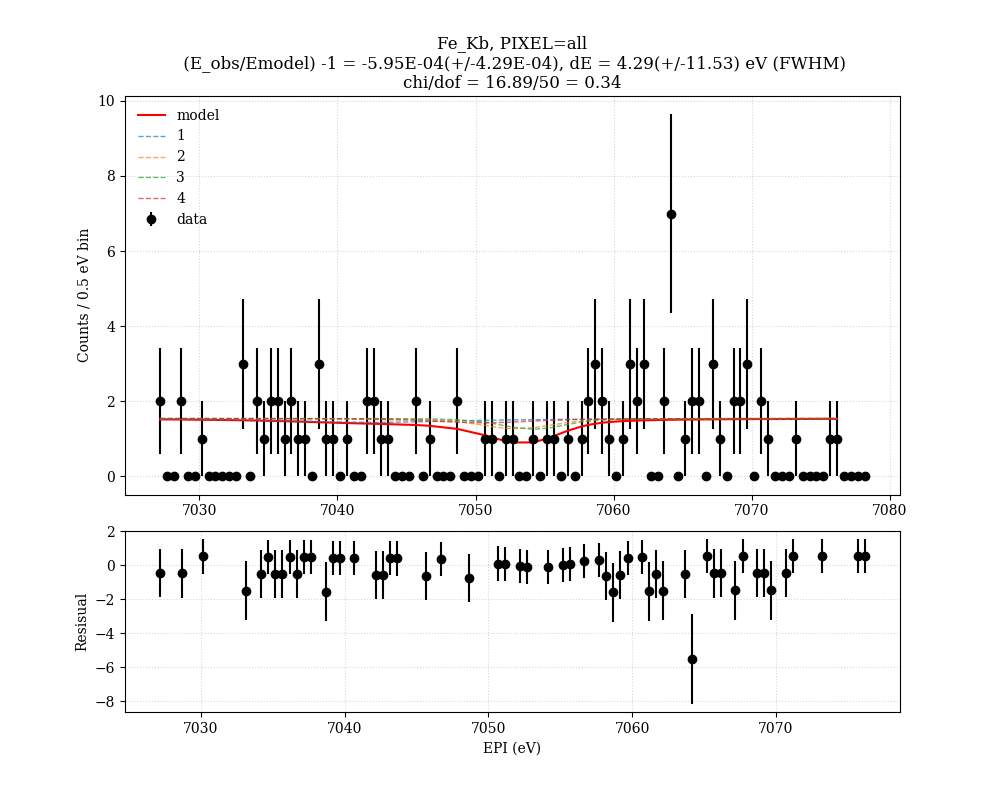 Fe_Kb, PIXEL=all
(E_obs/Emodel) -1 = -5.95E-04(+/-4.29E-04), dE = 4.29(+/-11.53) eV (FWHM)
chi/dof = 16.89/50 = 0.34
10
8
6
4
2
0
Counts / 0.5 eV bin
model
1
2
3
4
data
7030 7040 7050 7060 7070 7080
2
0
−2
−4
−6
−8
Resisual
7030 7040 7050 7060 7070
EPI (eV)